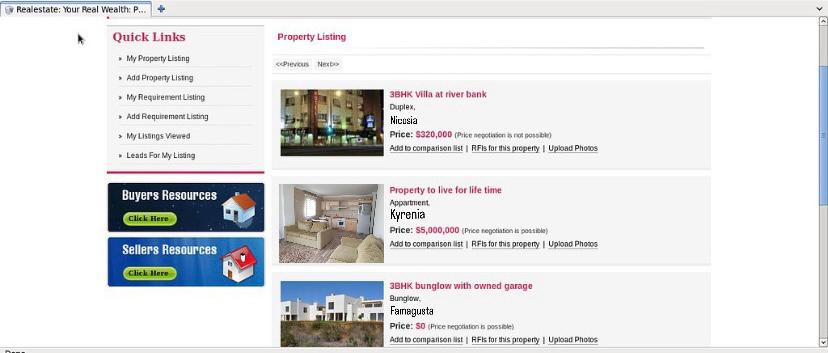 Realestate: Your Real Wealth: P...
Quick Links
» My Property Listing
» Add Property Listing
» My Requirement Listing
» Add Requirement Listing
» My Listings Viewed
» Leads For My Listing
Buyers Resources
Click Here
Sellers Resources
Click Here
Property Listing
<<Previous Next>>
3BHK Villa at river bank
Duplex,
Nicosia
Price: $320,000 (Price negotiation is not possible)
Add to comparison list | RFIs for this property | Upload Photos
Property to live for life time
Appartment,
Kyrenia
Price: $5,000,000 (Price negotiation is possible)
Add to comparison list | RFIs for this property | Upload Photos
3BHK bunglow with owned garage
Bunglow,
Famagusta
Price: $0 (Price negotiation is possible)
Add to comparison list | RFIs for this property | Upload Photos